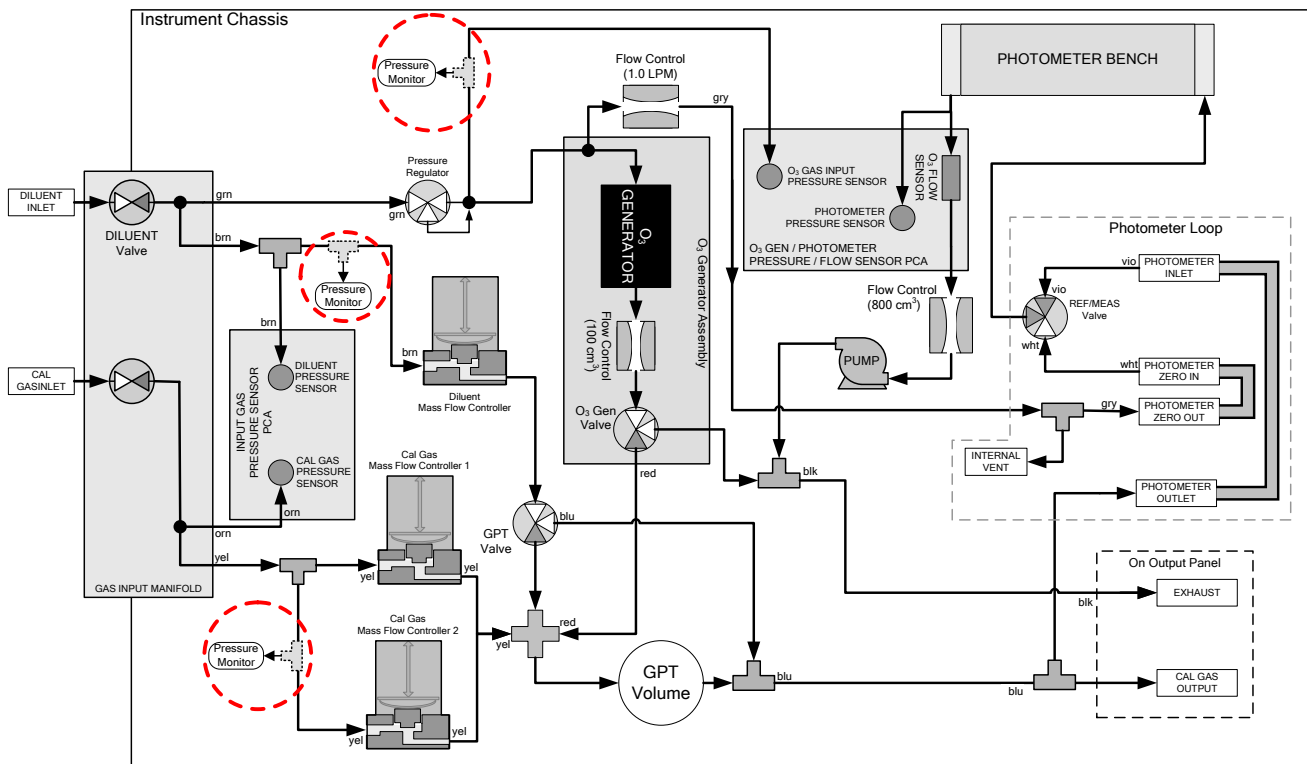 Instrument Chassis
Pressure
Monitor
Flow Control
(1.0 LPM)
gry
PHOTOMETER BENCH
DILUENT
INLET
DILUENT
Valve
grn
grn
Pressure
Regulator
brn
Pressure
Monitor
brn
brn
Diluent
Mass Flow Controller
O3
GENERATOR
O3 Generator Assembly
Flow Control
(100 cm3)
O3 Gen
Valve
red
O3 GAS INPUT
PRESSURE SENSOR
PHOTOMETER
PRESSURE SENSOR
O3 FLOW
SENSOR
O3 GEN / PHOTOMETER
PRESSURE / FLOW SENSOR PCA
Flow Control
(800 cm3)
PUMP
Photometer Loop
vio
PHOTOMETER
INLET
vio
REF/MEAS
Valve
wht
wht
PHOTOMETER
ZERO IN
gry
PHOTOMETER
ZERO OUT
INTERNAL
VENT
PHOTOMETER
OUTLET
CAL
GASINLET
INPUT GAS
PRESSURE SENSOR
PCA
DILUENT
PRESSURE
SENSOR
CAL GAS
PRESSURE
SENSOR
orn
orn
yel
GAS INPUT MANIFOLD
Cal Gas
Mass Flow Controller 1
yel
yel
Cal Gas
Mass Flow Controller 2
yel
yel
Pressure
Monitor
GPT
Valve
blu
yel
red
GPT
Volume
blu
blk
blu
On Output Panel
blk
EXHAUST
CAL GAS
OUTPUT